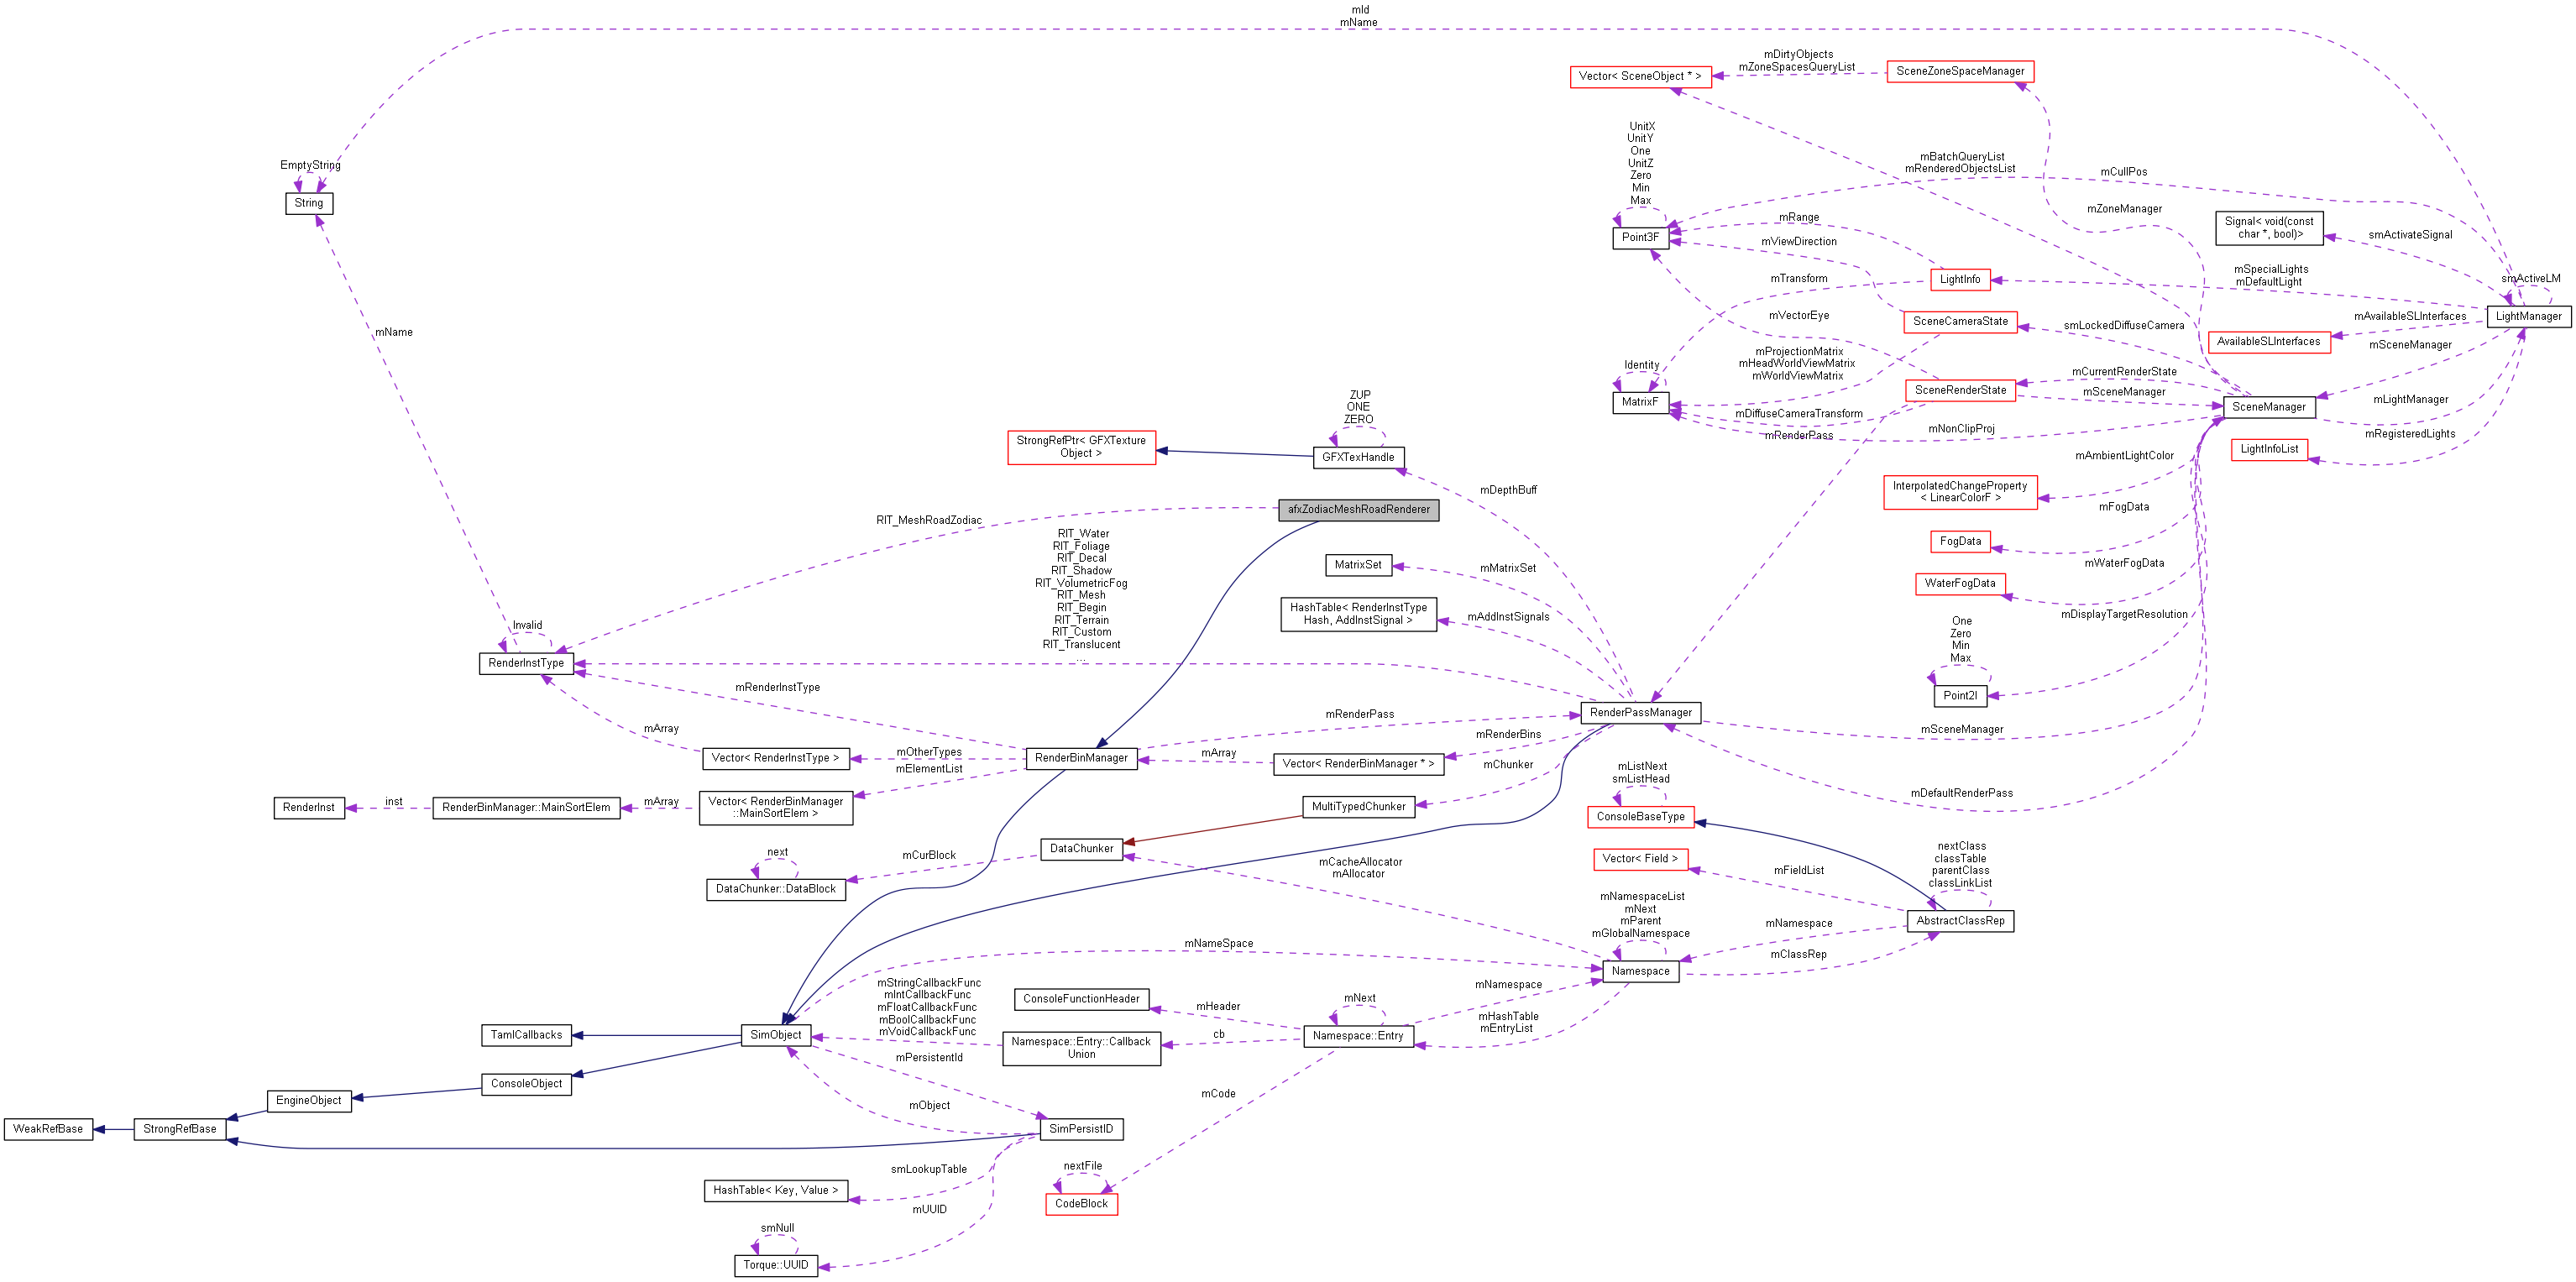 mId
mName
mDirtyObjects
mZoneSpacesQueryList
Vector< SceneObject * >
SceneZoneSpaceManager
UnitX
UnitY
One
UnitZ
Zero
Min
Max
mBatchQueryList
mRenderedObjectsList
mCullPos
EmptyString
String
mZoneManager
mRange
Signal< void(const
char *, bool)>
smActivateSignal
Point3F
mViewDirection
mTransform
LightInfo
mSpecialLights
mDefaultLight
smActiveLM
LightManager
mVectorEye
SceneCameraState
smLockedDiffuseCamera
mAvailableSLInterfaces
AvailableSLInterfaces
mSceneManager
mName
mProjectionMatrix
mHeadWorldViewMatrix
mWorldViewMatrix
Identity
MatrixF
SceneRenderState
mCurrentRenderState
mSceneManager
SceneManager
mLightManager
mDiffuseCameraTransform
mRenderPass
mNonClipProj
mRegisteredLights
LightInfoList
ZUP
ONE
ZERO
StrongRefPtr< GFXTexture
Object >
GFXTexHandle
mAmbientLightColor
InterpolatedChangeProperty
< LinearColorF >
mDepthBuff
afxZodiacMeshRoadRenderer
RIT_MeshRoadZodiac
mFogData
FogData
RIT_Water
RIT_Foliage
RIT_Decal
RIT_Shadow
RIT_VolumetricFog
RIT_Mesh
RIT_Begin
RIT_Terrain
RIT_Custom
RIT_Translucent
...
MatrixSet
mMatrixSet
mWaterFogData
WaterFogData
HashTable< RenderInstType
Hash, AddInstSignal >
mAddInstSignals
mDisplayTargetResolution
One
Zero
Min
Max
Point2I
Invalid
RenderInstType
mRenderInstType
mRenderPass
RenderPassManager
mSceneManager
mArray
Vector< RenderInstType >
mOtherTypes
mElementList
RenderBinManager
mArray
Vector< RenderBinManager * >
mRenderBins
mChunker
mDefaultRenderPass
RenderInst
inst
RenderBinManager::MainSortElem
mArray
Vector< RenderBinManager
::MainSortElem >
MultiTypedChunker
mListNext
smListHead
ConsoleBaseType
next
DataChunker::DataBlock
mCurBlock
DataChunker
mCacheAllocator
mAllocator
Vector< Field >
mFieldList
nextClass
classTable
parentClass
classLinkList
AbstractClassRep
mNamespaceList
mNext
mParent
mGlobalNamespace
Namespace
mNamespace
mClassRep
mNameSpace
mStringCallbackFunc
mIntCallbackFunc
mFloatCallbackFunc
mBoolCallbackFunc
mVoidCallbackFunc
ConsoleFunctionHeader
mHeader
mNext
Namespace::Entry
mNamespace
mHashTable
mEntryList
cb
Namespace::Entry::Callback
Union
TamlCallbacks
SimObject
mPersistentId
ConsoleObject
EngineObject
mObject
mCode
WeakRefBase
StrongRefBase
SimPersistID
smLookupTable
HashTable< Key, Value >
nextFile
CodeBlock
mUUID
smNull
Torque::UUID